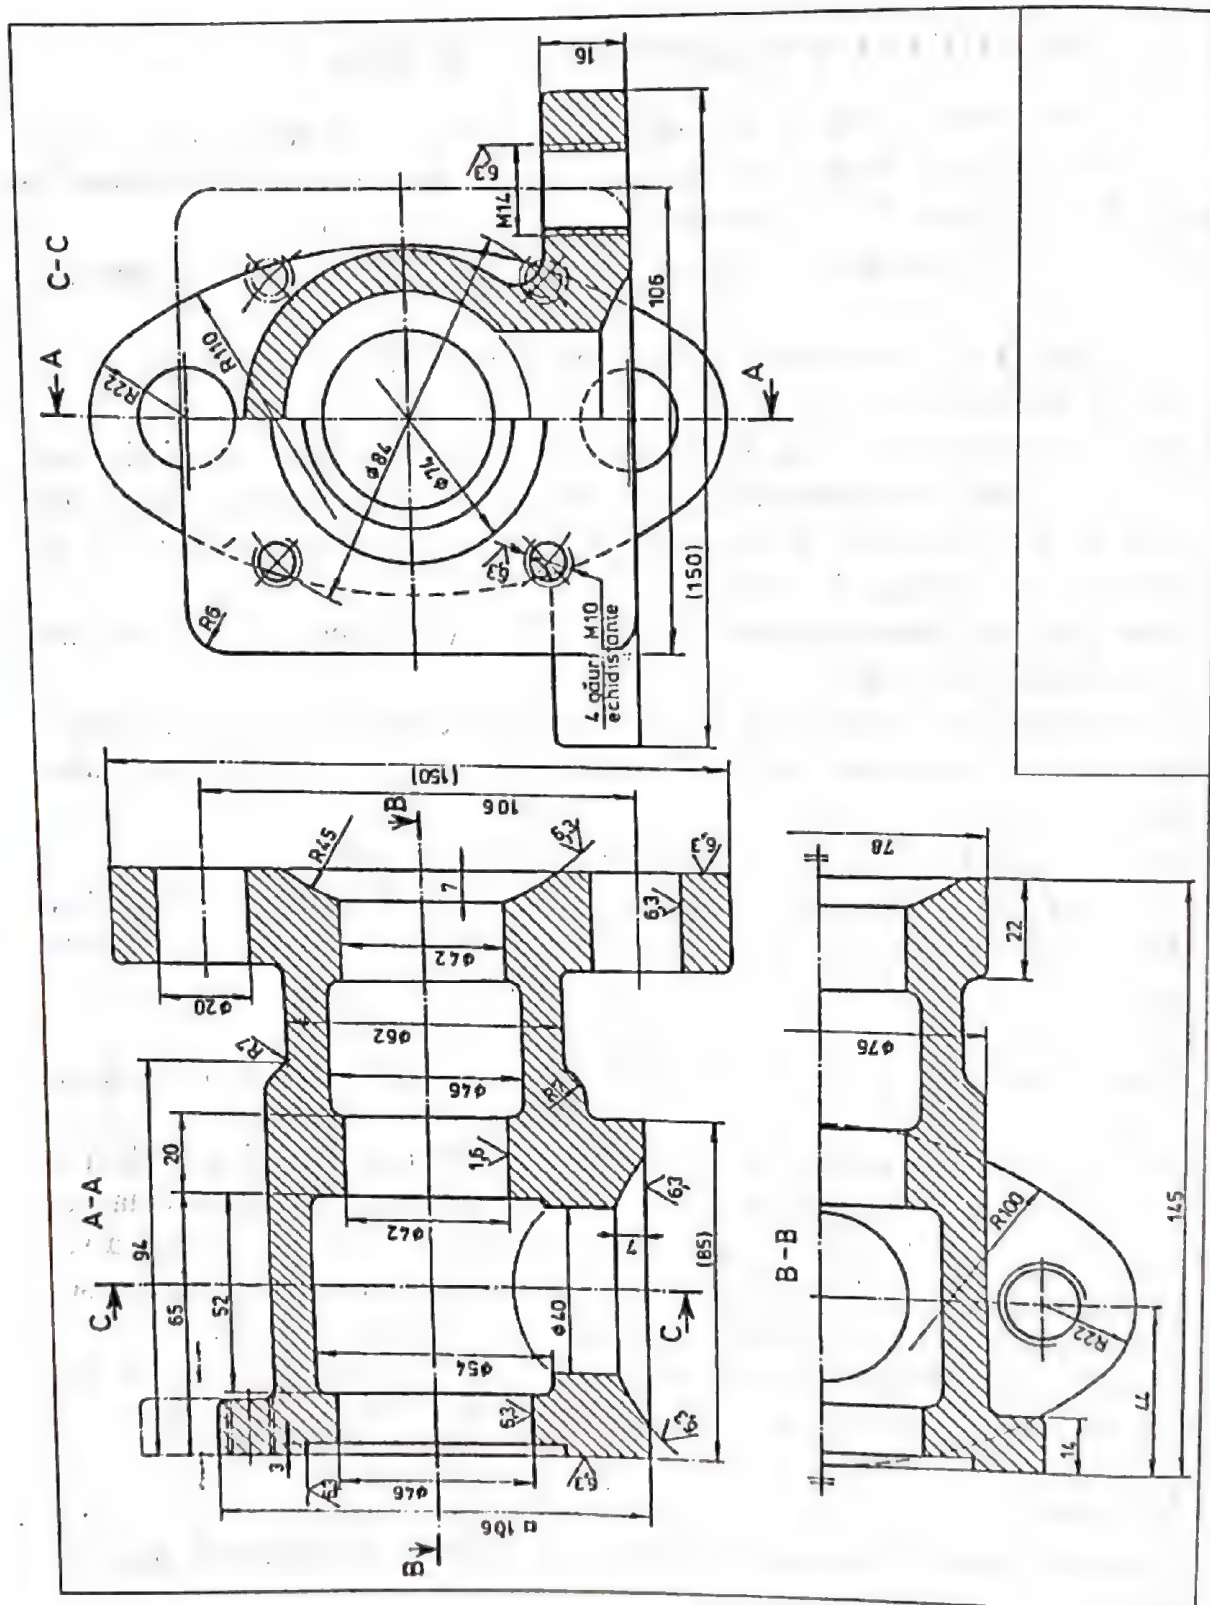 C-C
A
A
16
M14
6,3
R22
R110
ø84
ø74
6,3
R6
106
(150)
4 găuri M10
echidistante
A-A
(150)
106
B
B
R45
7
6,3
6,3
6,3
ø20
ø42
ø62
ø46
R7
R7
94
20
65
52
1,6
ø42
6,3
7
(85)
C
C
ø40
ø54
3
6,3
6,3
ø46
6,3
6,3
□ 106
B-B
78
22
ø76
R100
R22
145
44
14